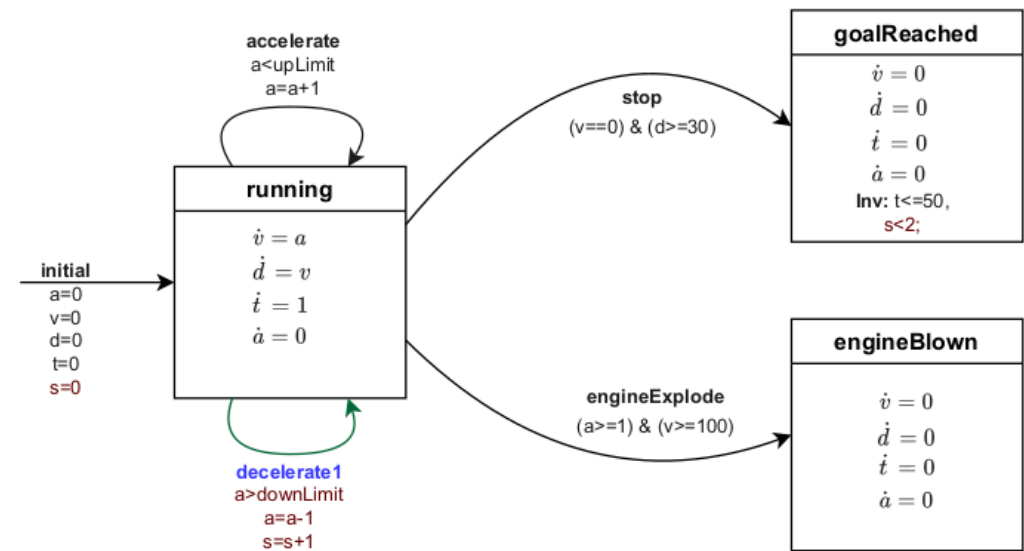 accelerate
a<upLimit
a=a+1
running
v̇ = a
ḋ = v
ṫ = 1
ȧ = 0
initial
a=0
v=0
d=0
t=0
s=0
decelerate1
a>downLimit
a=a-1
s=s+1
stop
(v==0) & (d>=30)
goalReached
v̇ = 0
ḋ = 0
ṫ = 0
ȧ = 0
Inv: t<=50,
s<2;
engineExplode
(a>=1) & (v>=100)
engineBlown
v̇ = 0
ḋ = 0
ṫ = 0
ȧ = 0